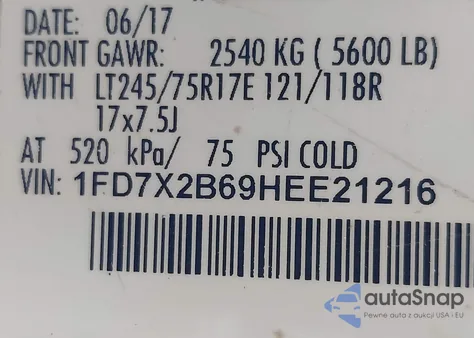 DATE: 06/17
FRONT GAWR: 2540 KG ( 5600 LB)
WITH LT245/75R17E 121/118R
17x7.5J
AT 520 kPa/ 75 PSI COLD
VIN: 1FD7X2B69HEE21216
autoSnap
Pewne auta z aukcji USA i EU